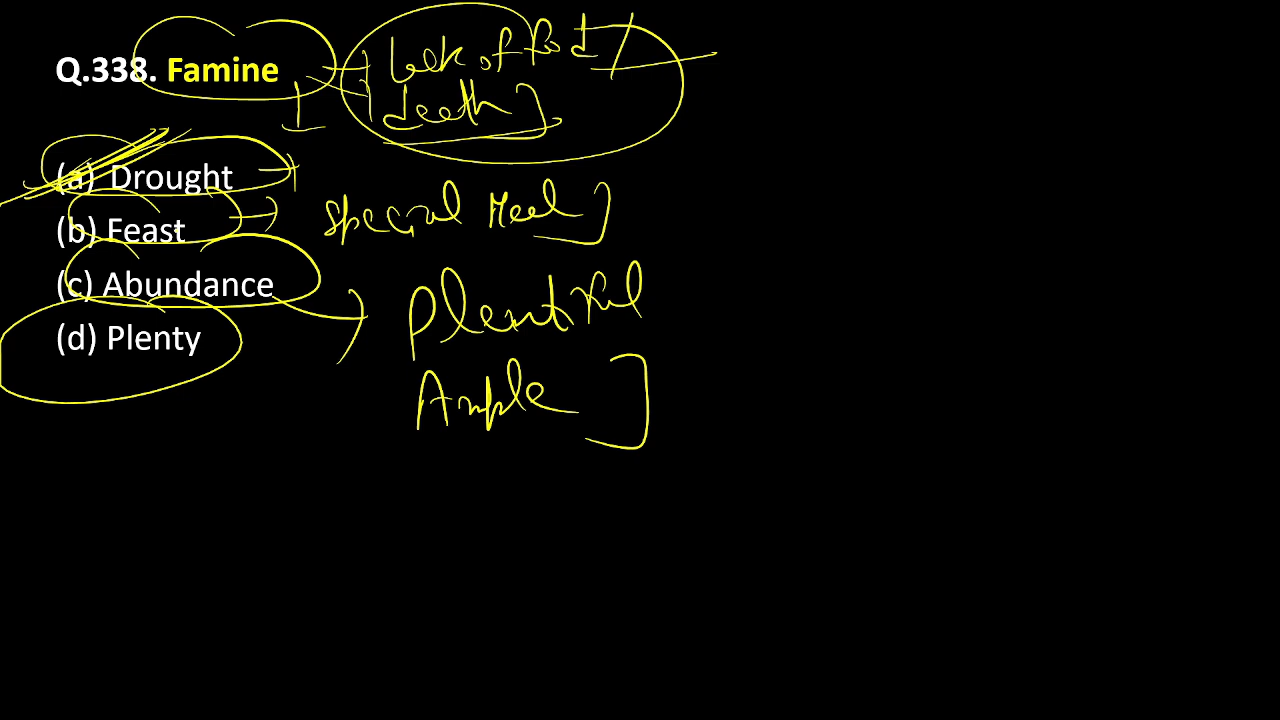 Q.338. Famine
Lack of food /
death ]
(a) Drought
(b) Feast
special Meal ]
(c) Abundance
Plentiful
(d) Plenty
Ample ]